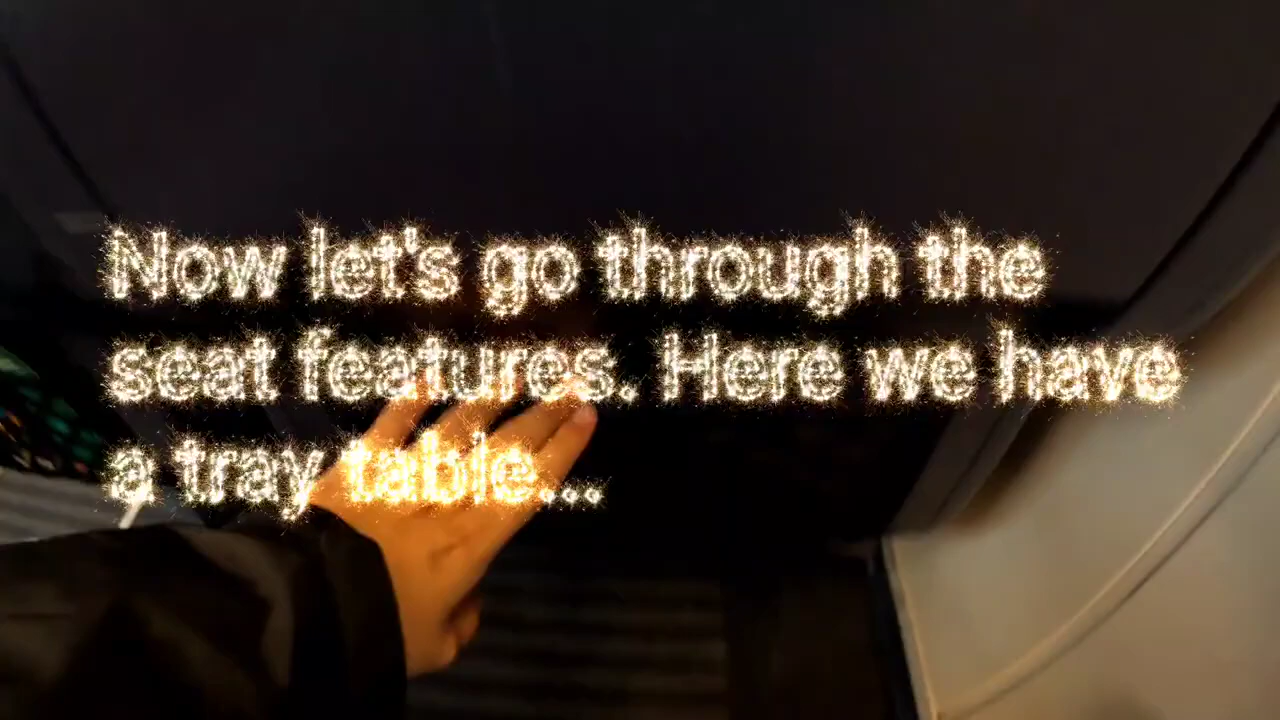 Now let's go through the
seat features. Here we have
a tray table...